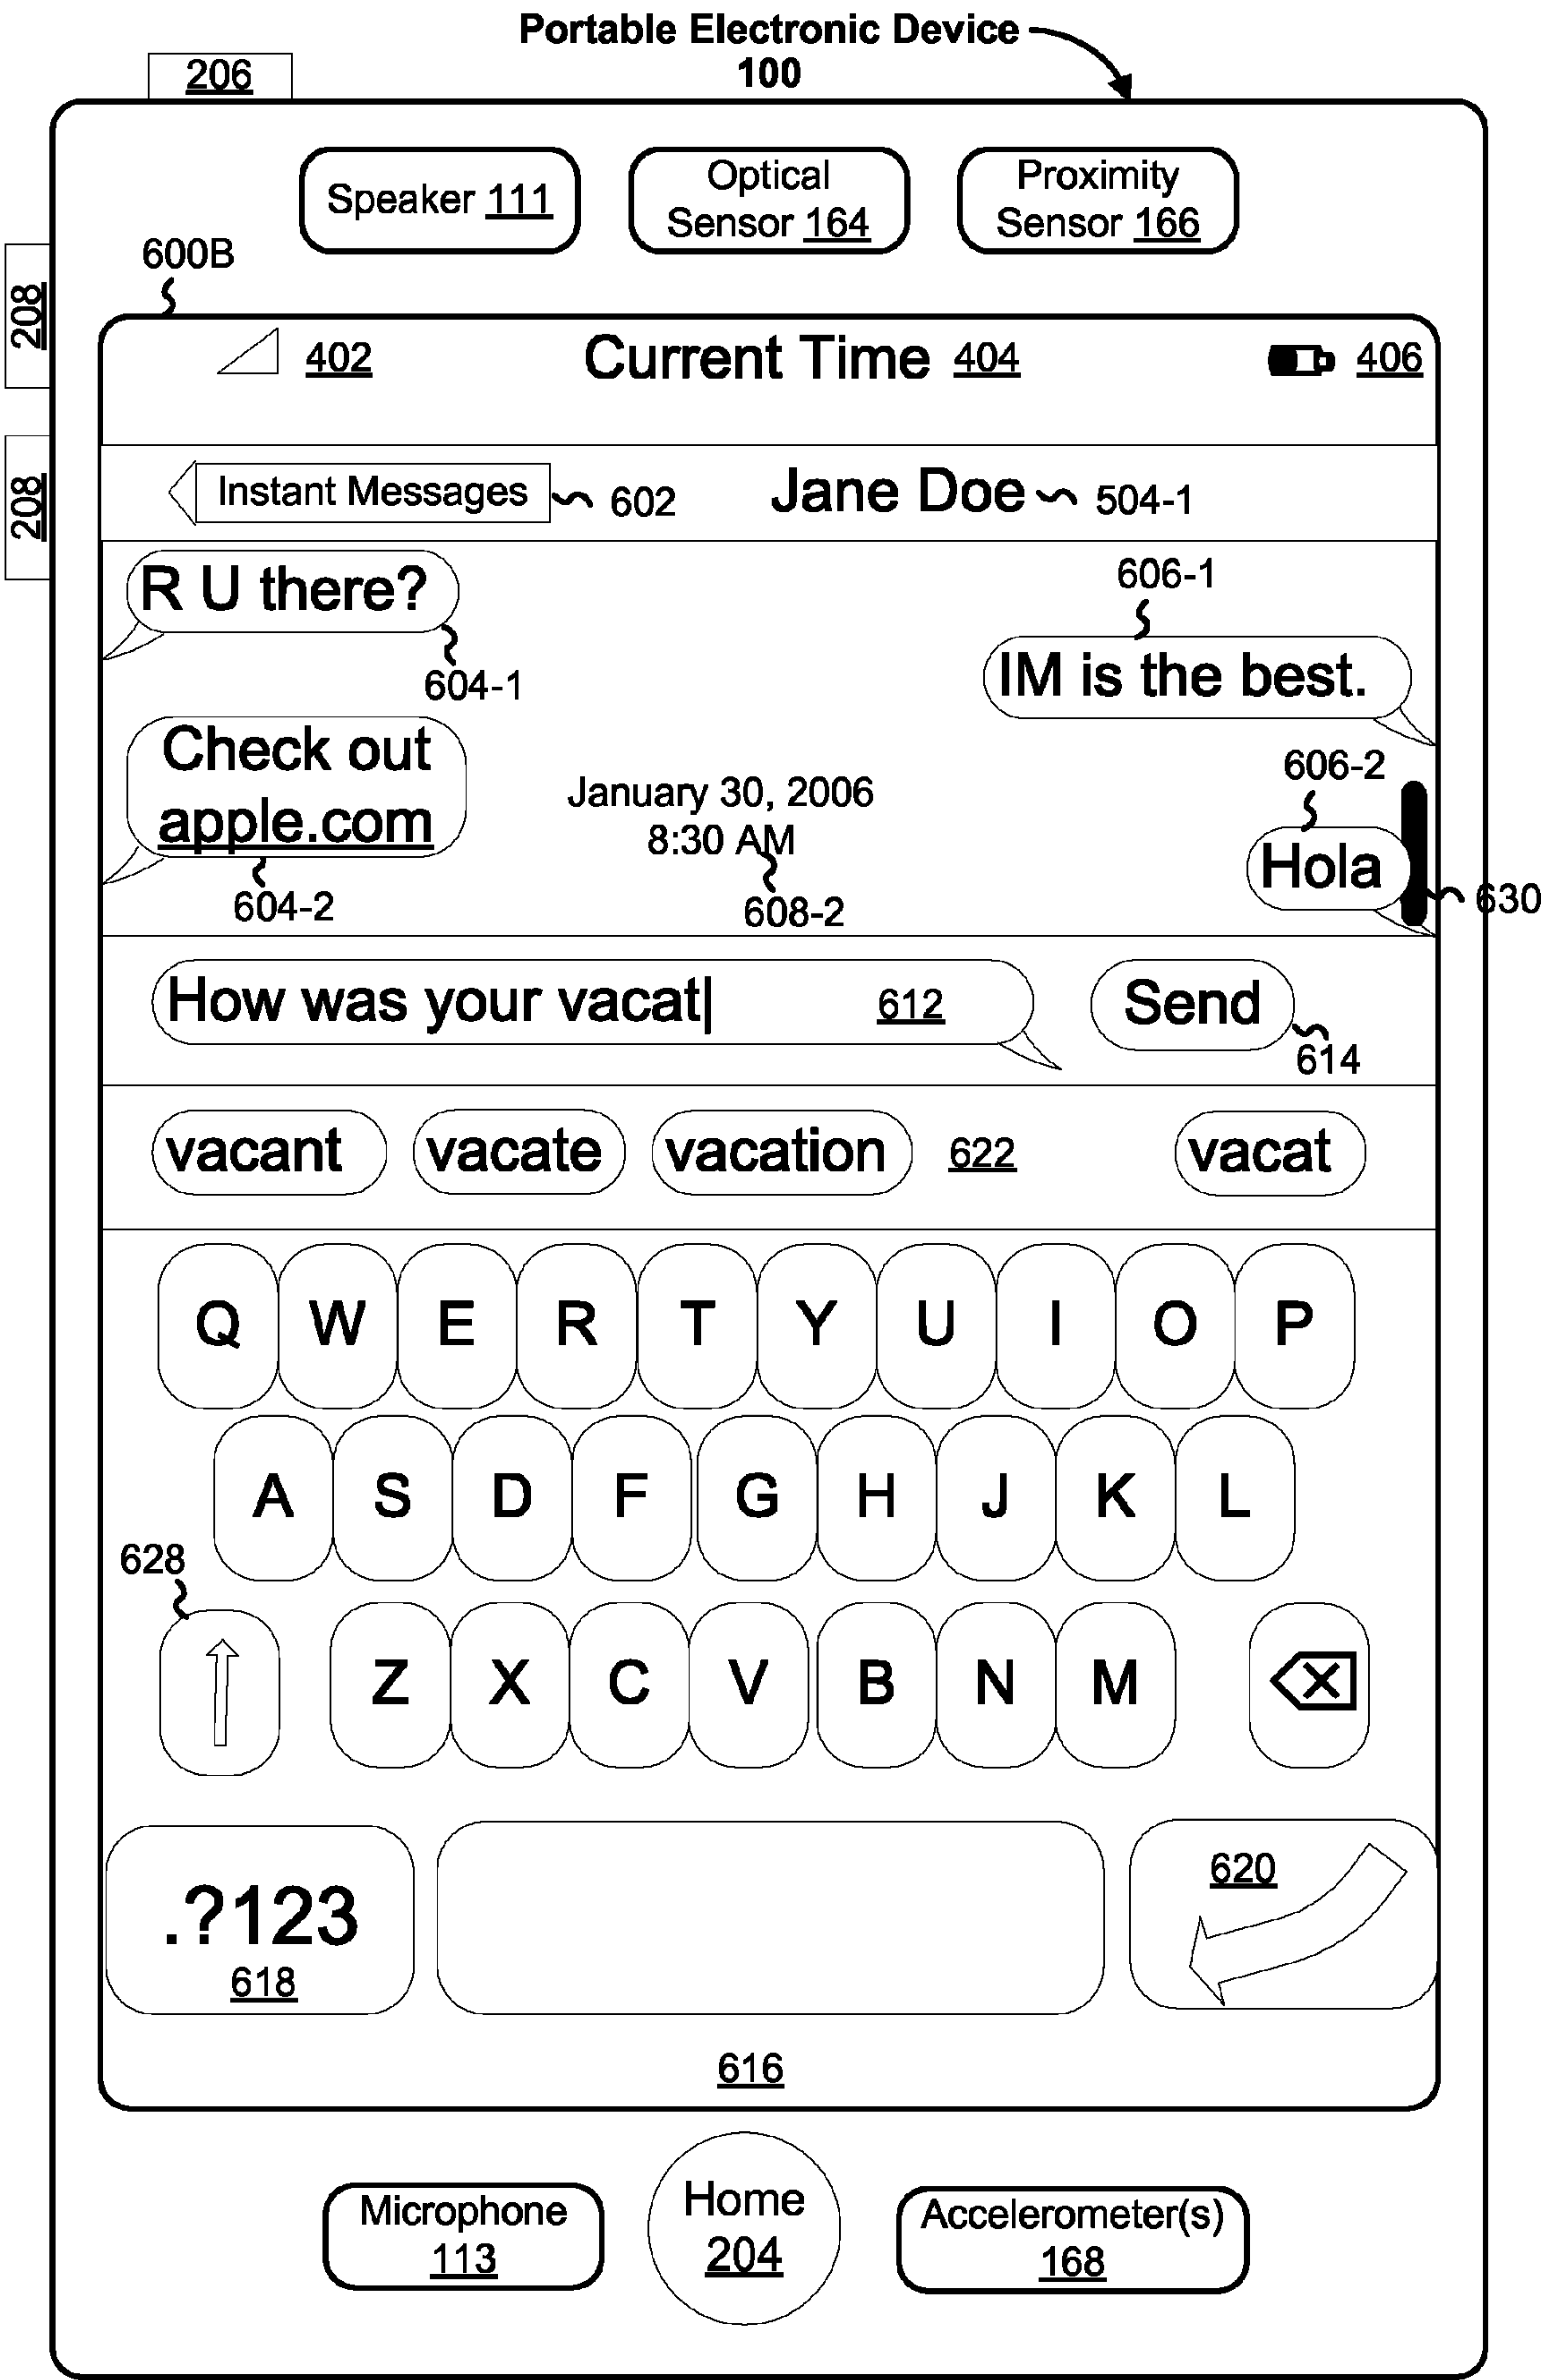 Portable Electronic Device
100
206
Speaker 111
Optical
Sensor 164
Proximity
Sensor 166
600B
208
208
402
Current Time 404
406
Instant Messages
602
Jane Doe
504-1
R U there?
604-1
606-1
IM is the best.
Check out
apple.com
604-2
January 30, 2006
8:30 AM
608-2
606-2
Hola
630
How was your vacat
612
Send
614
vacant
vacate
vacation
622
vacat
Q W E R T Y U I O P
A S D F G H J K L
628
Z X C V B N M
.?123
618
620
616
Microphone
113
Home
204
Accelerometer(s)
168